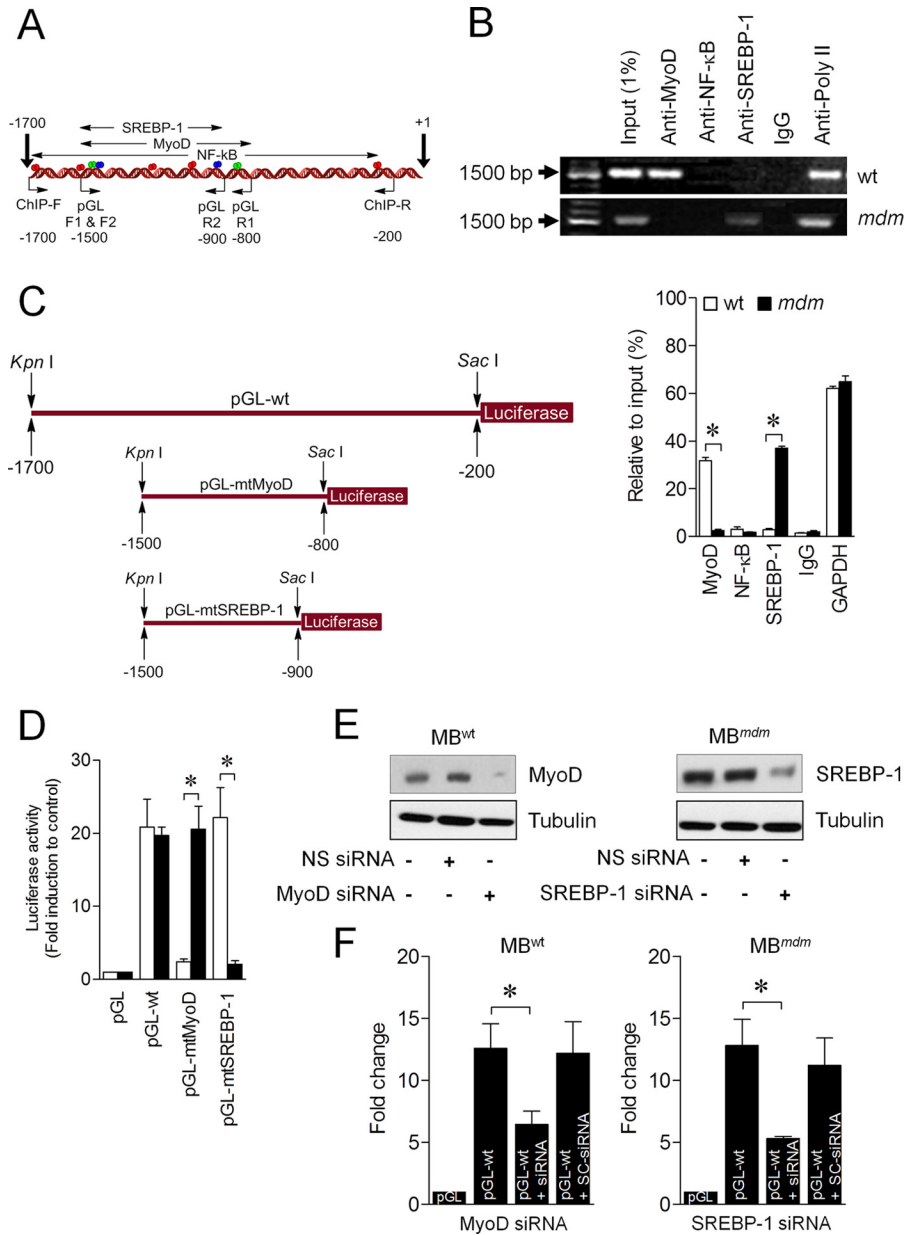 A
-1700
+1
SREBP-1
MyoD
NF-kB
ChIP-F
pGL
F1 & F2
pGL
R2
pGL
R1
ChIP-R
-1700
-1500
-900
-800
-200
B
Input (1%)
Anti-MyoD
Anti-NF-κB
Anti-SREBP-1
IgG
Anti-Poly II
1500 bp
wt
1500 bp
mdm
C
Kpn I
Sac I
pGL-wt
Luciferase
-1700
-200
Kpn I
Sac I
pGL-mtMyoD
Luciferase
-1500
-800
Kpn I
Sac I
pGL-mtSREBP-1
Luciferase
-1500
-900
Relative to input (%)
wt
mdm
100
80
60
40
20
0
*
*
MyoD
NF-κB
SREBP-1
IgG
GAPDH
D
Luciferase activity
(Fold induction to control)
30
20
10
0
*
*
pGL
pGL-wt
pGL-mtMyoD
pGL-mtSREBP-1
E
MBwt
MyoD
Tubulin
NS siRNA - + -
MyoD siRNA - - +
MBmdm
SREBP-1
Tubulin
NS siRNA - + -
SREBP-1 siRNA - - +
F
MBwt
Fold change
20
15
10
5
0
*
pGL
pGL-wt
pGL-wt
+ siRNA
pGL-wt
+ SC-siRNA
MyoD siRNA
MBmdm
Fold change
20
15
10
5
0
*
pGL
pGL-wt
pGL-wt
+ siRNA
pGL-wt
+ SC-siRNA
SREBP-1 siRNA